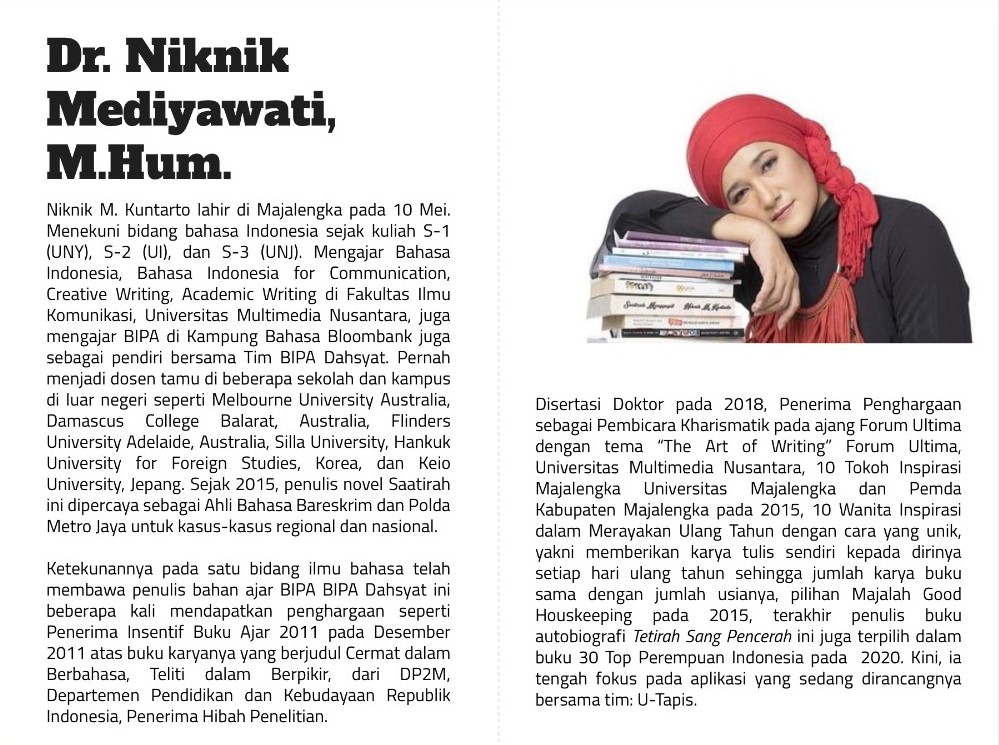 Dr. Niknik
Mediyawati,
M.Hum.
Niknik M. Kuntarto lahir di Majalengka pada 10 Mei.
Menekuni bidang bahasa Indonesia sejak kuliah S-1
(UNY), S-2 (UI), dan S-3 (UNJ). Mengajar Bahasa
Indonesia, Bahasa Indonesia for Communication,
Creative Writing, Academic Writing di Fakultas Ilmu
Komunikasi, Universitas Multimedia Nusantara, juga
mengajar BIPA di Kampung Bahasa Bloombank juga
sebagai pendiri bersama Tim BIPA Dahsyat. Pernah
menjadi dosen tamu di beberapa sekolah dan kampus
di luar negeri seperti Melbourne University Australia,
Damascus College Balarat, Australia, Flinders
University Adelaide, Australia, Silla University, Hankuk
University for Foreign Studies, Korea, dan Keio
University, Jepang. Sejak 2015, penulis novel Saatirah
ini dipercaya sebagai Ahli Bahasa Bareskrim dan Polda
Metro Jaya untuk kasus-kasus regional dan nasional.
Ketekunannya pada satu bidang ilmu bahasa telah
membawa penulis bahan ajar BIPA BIPA Dahsyat ini
beberapa kali mendapatkan penghargaan seperti
Penerima Insentif Buku Ajar 2011 pada Desember
2011 atas buku karyanya yang berjudul Cermat dalam
Berbahasa, Teliti dalam Berpikir, dari DP2M,
Departemen Pendidikan dan Kebudayaan Republik
Indonesia, Penerima Hibah Penelitian.
Disertasi Doktor pada 2018, Penerima Penghargaan
sebagai Pembicara Kharismatik pada ajang Forum Ultima
dengan tema “The Art of Writing” Forum Ultima,
Universitas Multimedia Nusantara, 10 Tokoh Inspirasi
Majalengka Universitas Majalengka dan Pemda
Kabupaten Majalengka pada 2015, 10 Wanita Inspirasi
dalam Merayakan Ulang Tahun dengan cara yang unik,
yakni memberikan karya tulis sendiri kepada dirinya
setiap hari ulang tahun sehingga jumlah karya buku
sama dengan jumlah usianya, pilihan Majalah Good
Houskeeping pada 2015, terakhir penulis buku
autobiografi Tetirah Sang Pencerah ini juga terpilih dalam
buku 30 Top Perempuan Indonesia pada 2020. Kini, ia
tengah fokus pada aplikasi yang sedang dirancangnya
bersama tim: U-Tapis.